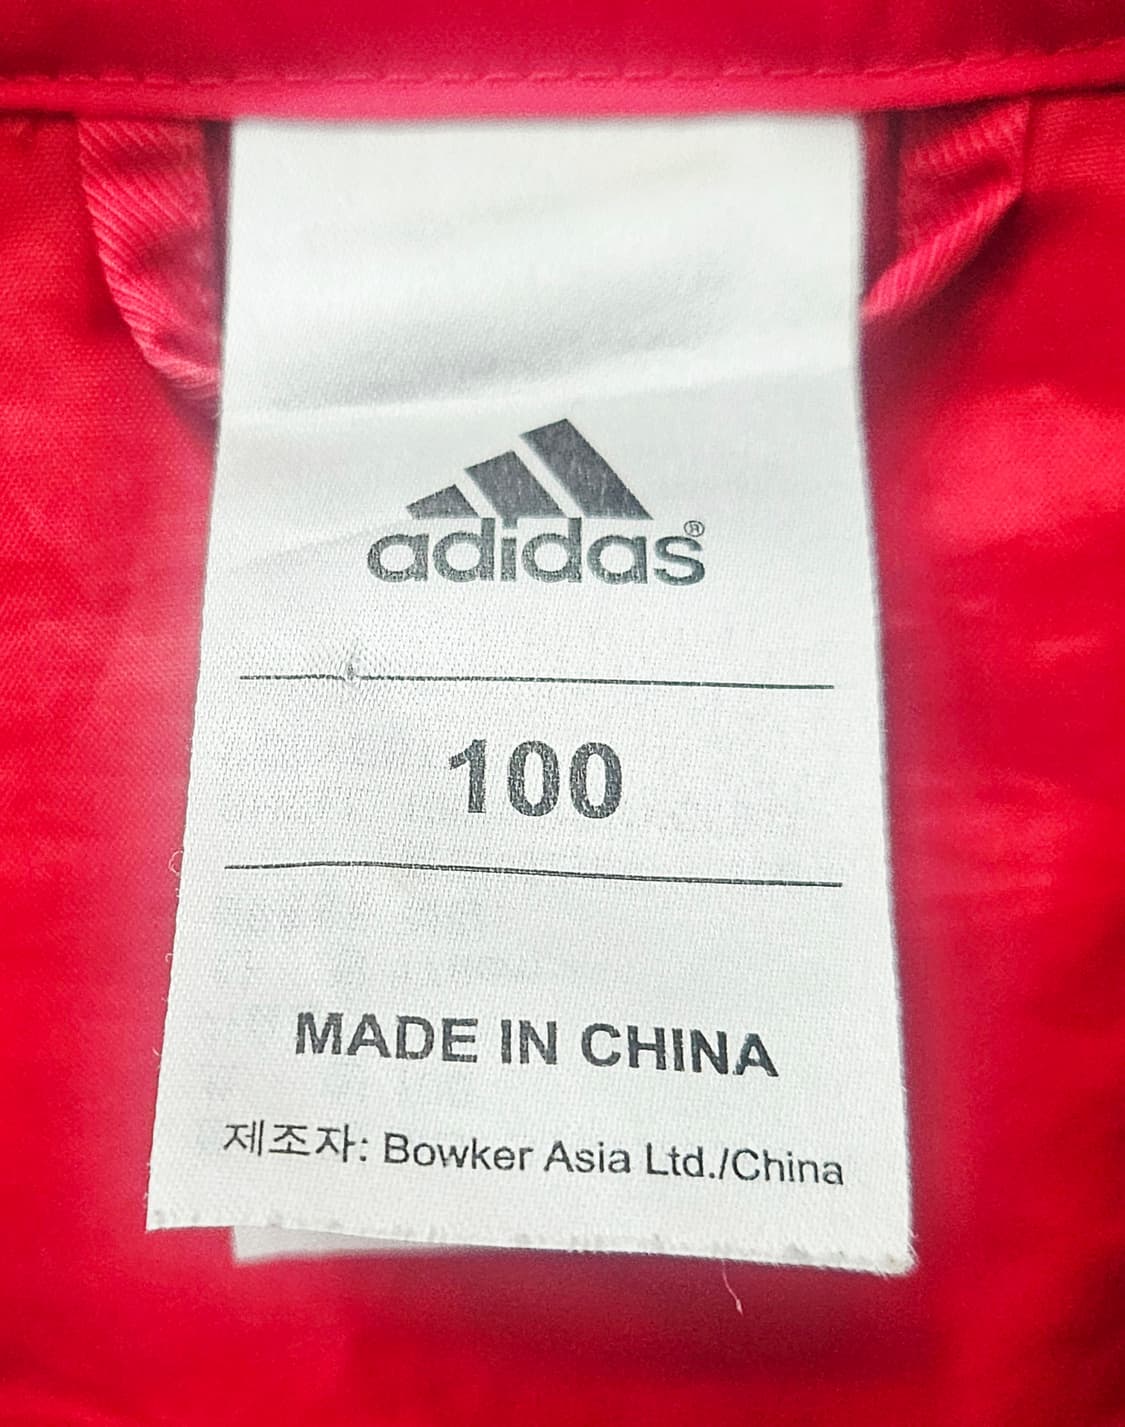 adidas®
100
MADE IN CHINA
제조자: Bowker Asia Ltd./China